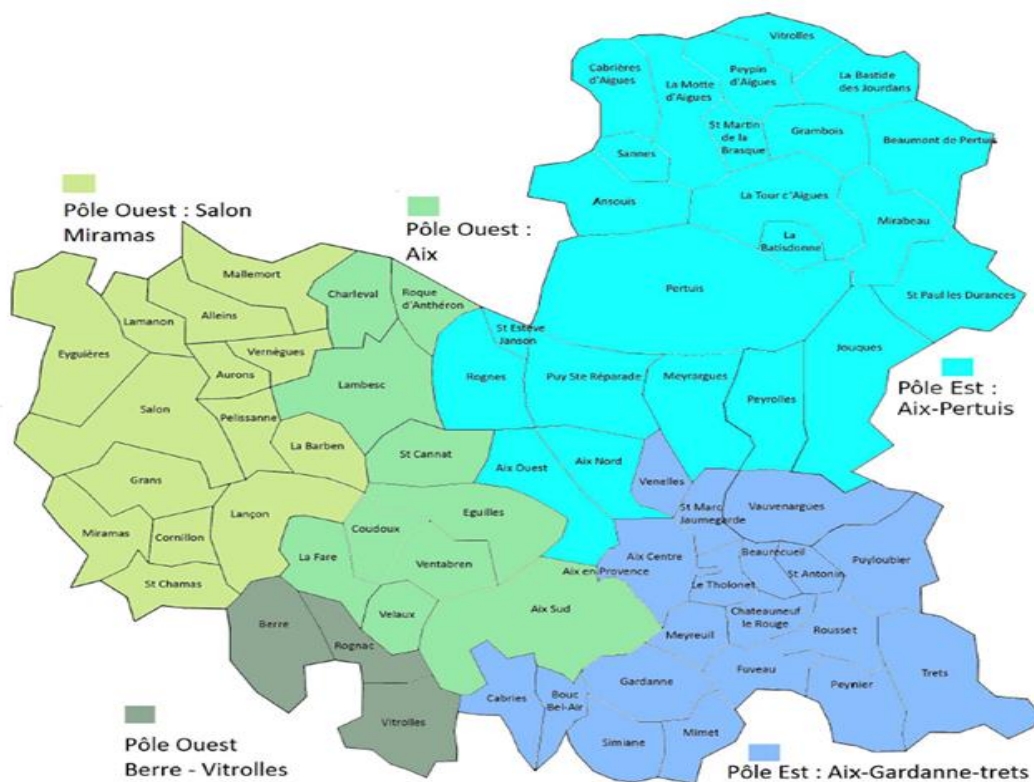 Vitrolles
Cabrières
d'Aigues
La Motte
d'Aigues
Peypin
d'Aigues
La Bastide
des Jourdans
St Martin
de la
Brasque
Grambois
Beaumont de Pertuis
Sannes
Ansouis
La Tour d'Aigues
Mirabeau
La
Batisdonne
Pôle Ouest : Salon
Miramas
Pôle Ouest :
Aix
Mallemort
Charleval
Roque
d'Anthéron
Pertuis
St Paul les Durances
Lamanon
Alleins
Eyguières
Vernègues
Aurons
St Estève
Janson
Jouques
Rognes
Puy Ste Réparade
Meyrargues
Peyrolles
Pôle Est :
Aix-Pertuis
Lambesc
Salon
Pelissanne
La Barben
St Cannat
Aix Ouest
Aix Nord
Venelles
Grans
Lançon
Eguilles
St Marc
Jaumegarde
Vauvenargues
Miramas
Cornillon
Coudoux
La Fare
Ventabren
Aix Centre
Aix en Provence
Beaurecueil
Le Tholonet
St Antonin
Puyloubier
St Chamas
Velaux
Aix Sud
Chateauneuf
le Rouge
Meyreuil
Rousset
Berre
Rognac
Gardanne
Fuveau
Peynier
Trets
Vitrolles
Cabries
Bouc
Bel-Air
Simiane
Mimet
Pôle Ouest
Berre - Vitrolles
Pôle Est : Aix-Gardanne-trets